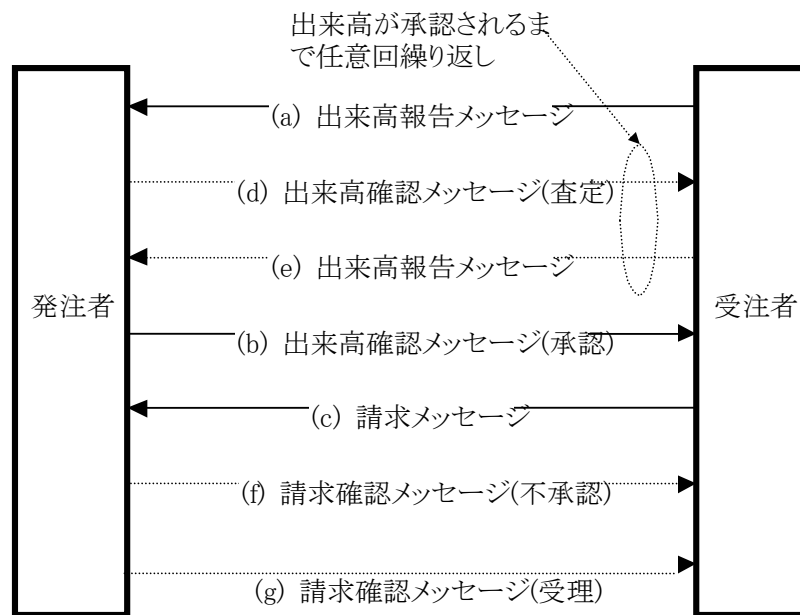 出来高が承認されるま
で任意回繰り返し
(a) 出来高報告メッセージ
(d) 出来高確認メッセージ(査定)
(e) 出来高報告メッセージ
発注者
受注者
(b) 出来高確認メッセージ(承認)
(c) 請求メッセージ
(f) 請求確認メッセージ(不承認)
(g) 請求確認メッセージ(受理)